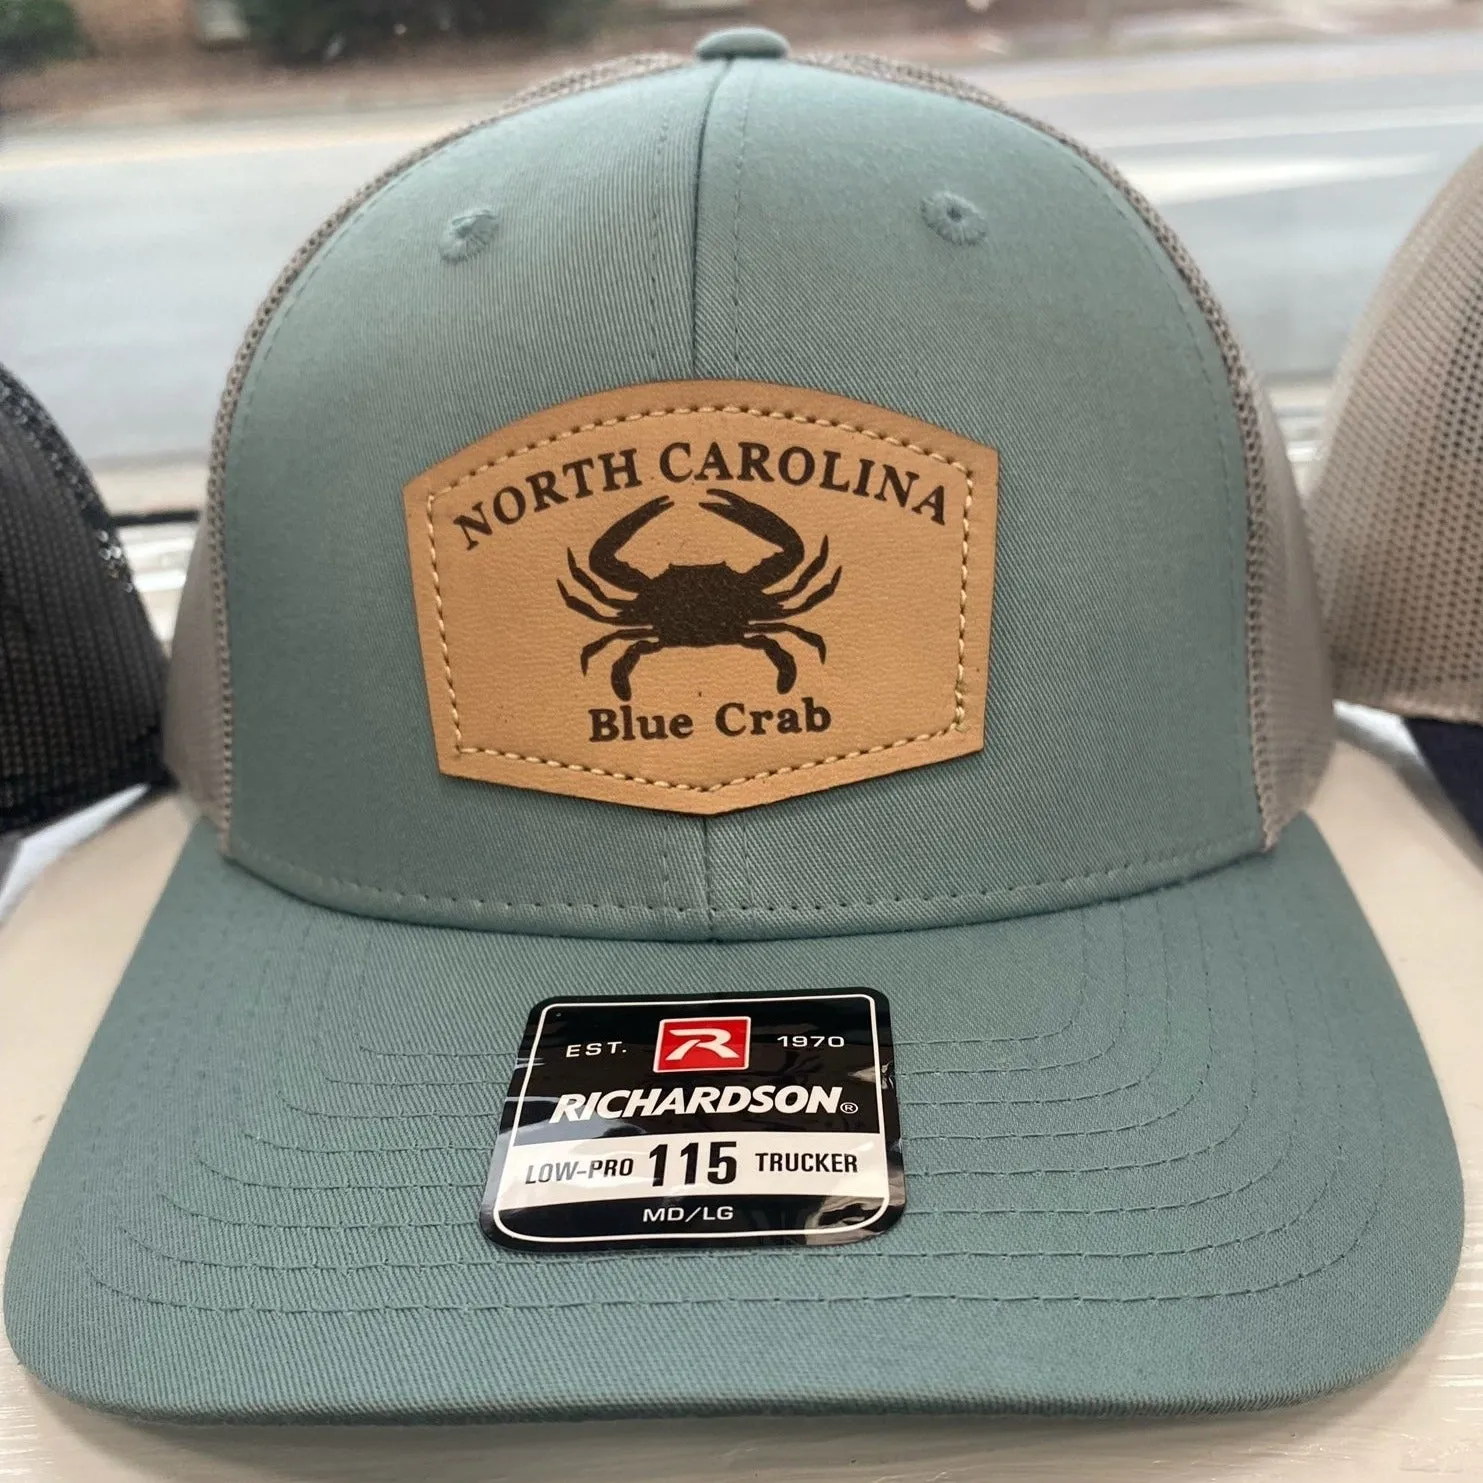 NORTH CAROLINA
Blue Crab
EST. R 1970
RICHARDSON®
LOW-PRO 115 TRUCKER
MD/LG